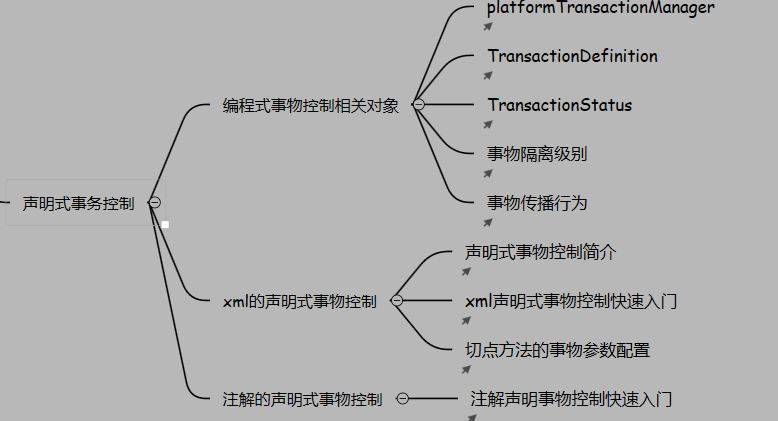 platformTransactionManager
TransactionDefinition
编程式事物控制相关对象
TransactionStatus
事物隔离级别
声明式事务控制
事物传播行为
声明式事物控制简介
xml的声明式事物控制
xml声明式事物控制快速入门
切点方法的事物参数配置
注解的声明式事物控制
注解声明事物控制快速入门